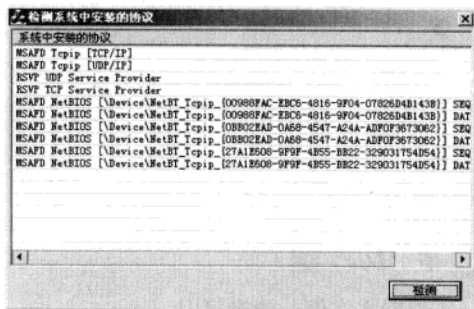 检测系统中安装的协议
系统中安装的协议
MSAFD Tcpip [TCP/IP]
MSAFD Tcpip [UDP/IP]
RSVP UDP Service Provider
RSVP TCP Service Provider
MSAFD NetBIOS [\Device\NetBT_Tcpip_{00988FAC-EBC6-4816-9F04-07826D4B143B}] SEQ
MSAFD NetBIOS [\Device\NetBT_Tcpip_{00988FAC-EBC6-4816-9F04-07826D4B143B}] DAT
MSAFD NetBIOS [\Device\NetBT_Tcpip_{0BB02EAD-0A68-4547-A24A-ADF0F3673062}] SEQ
MSAFD NetBIOS [\Device\NetBT_Tcpip_{0BB02EAD-0A68-4547-A24A-ADF0F3673062}] DAT
MSAFD NetBIOS [\Device\NetBT_Tcpip_{27A1E608-9F9F-4B55-BB22-329031754D54}] SEQ
MSAFD NetBIOS [\Device\NetBT_Tcpip_{27A1E608-9F9F-4B55-BB22-329031754D54}] DAT
检测